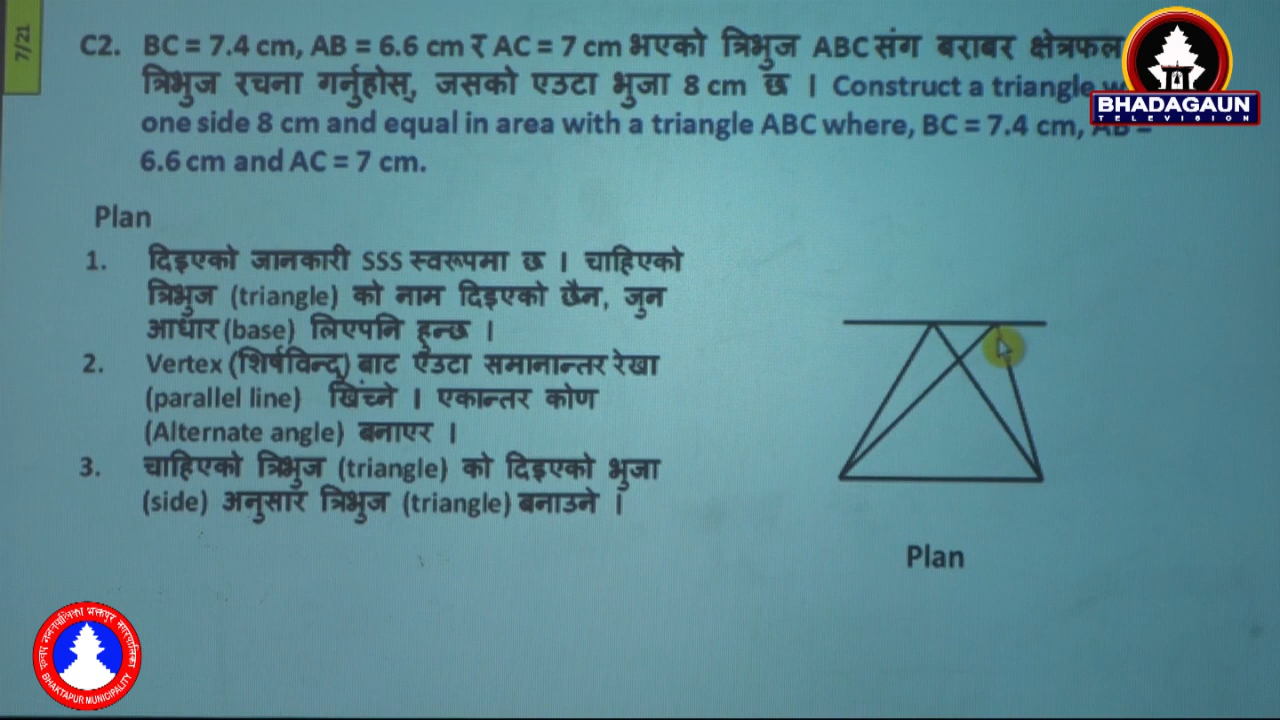 7/21
C2. BC = 7.4 cm, AB = 6.6 cm र AC = 7 cm भएको त्रिभुज ABC संग बराबर क्षेत्रफल
त्रिभुज रचना गर्नुहोस्, जसको एउटा भुजा 8 cm छ । Construct a triangle
one side 8 cm and equal in area with a triangle ABC where, BC = 7.4 cm, AB =
6.6 cm and AC = 7 cm.
BHADAGAUN
TELEVISION
Plan
1. दिइएको जानकारी SSS स्वरूपमा छ । चाहिएको
त्रिभुज (triangle) को नाम दिइएको छैन, जुन
आधार (base) लिएपनि हुन्छ ।
2. Vertex (शिर्षविन्दु) बाट एउटा समानान्तर रेखा
(parallel line) खिंच्ने । एकान्तर कोण
(Alternate angle) बनाएर ।
3. चाहिएको त्रिभुज (triangle) को दिइएको भुजा
(side) अनुसार त्रिभुज (triangle) बनाउने ।
Plan
भक्तपुर नगरपालिका
BHAKTAPUR MUNICIPALITY